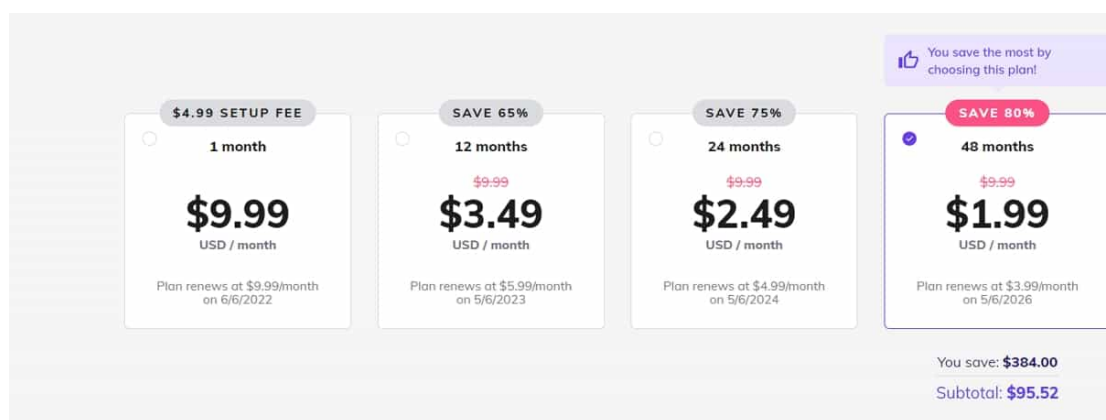 You save the most by
choosing this plan!
$4.99 SETUP FEE
1 month
$9.99
USD / month
Plan renews at $9.99/month
on 6/6/2022
SAVE 65%
12 months
$9.99
$3.49
USD / month
Plan renews at $5.99/month
on 5/6/2023
SAVE 75%
24 months
$9.99
$2.49
USD / month
Plan renews at $4.99/month
on 5/6/2024
SAVE 80%
48 months
$9.99
$1.99
USD / month
Plan renews at $3.99/month
on 5/6/2026
You save: $384.00
Subtotal: $95.52